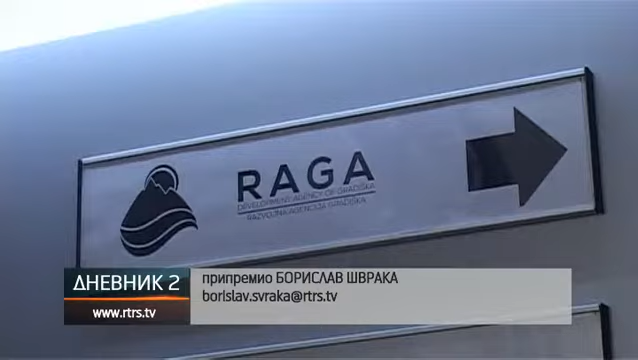 RAGA
DEVELOPMENT AGENCY OF GRADIŠKA
RAZVOJNA AGENCIJA GRADIŠKA
ДНЕВНИК 2
www.rtrs.tv
припремио БОРИСЛАВ ШВРАКА
borislav.svraka@rtrs.tv